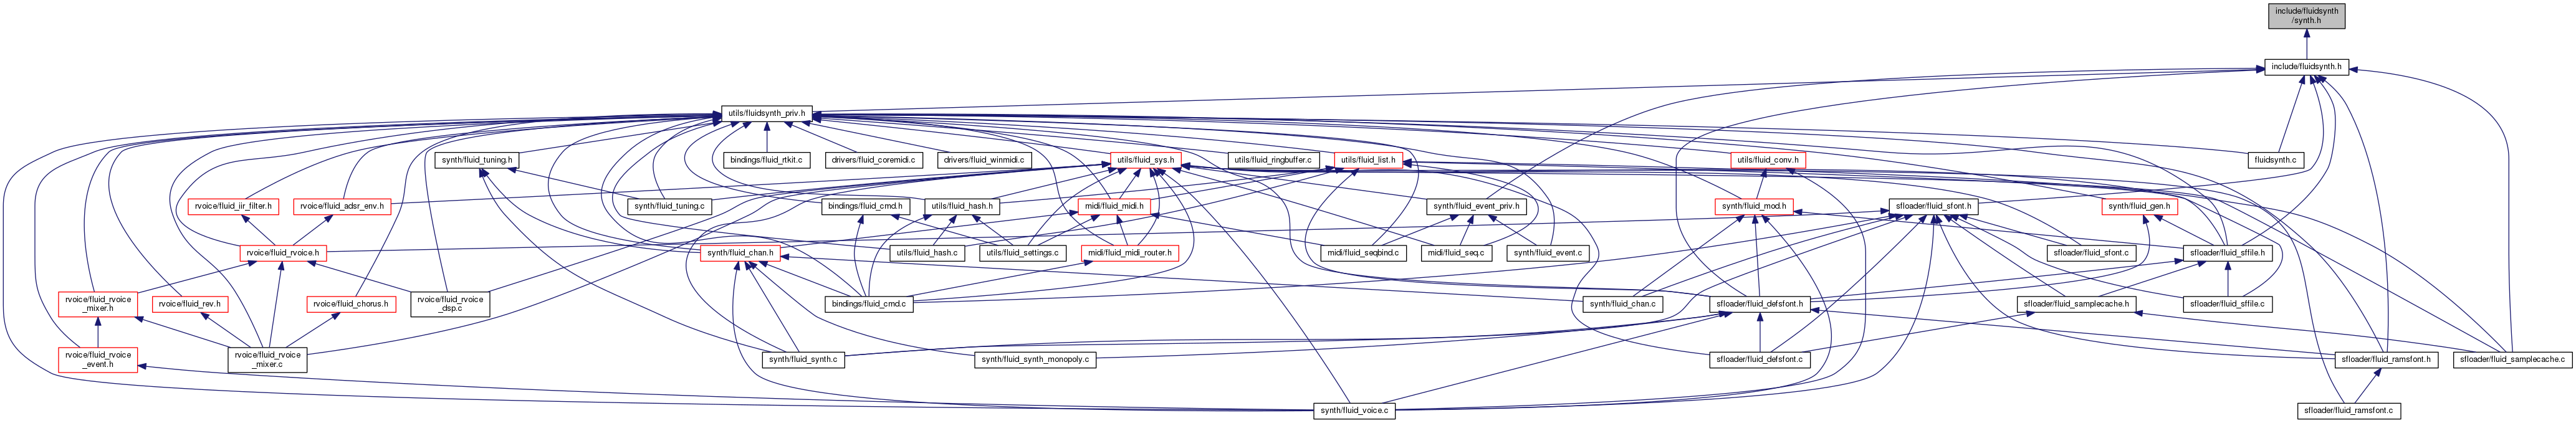 include/fluidsynth
/synth.h
include/fluidsynth.h
utils/fluidsynth_priv.h
synth/fluid_tuning.h
bindings/fluid_rtkit.c
drivers/fluid_coremidi.c
drivers/fluid_winmidi.c
utils/fluid_sys.h
utils/fluid_ringbuffer.c
utils/fluid_list.h
utils/fluid_conv.h
fluidsynth.c
rvoice/fluid_iir_filter.h
rvoice/fluid_adsr_env.h
synth/fluid_tuning.c
bindings/fluid_cmd.h
utils/fluid_hash.h
midi/fluid_midi.h
synth/fluid_event_priv.h
synth/fluid_mod.h
sfloader/fluid_sfont.h
synth/fluid_gen.h
rvoice/fluid_rvoice.h
synth/fluid_chan.h
utils/fluid_hash.c
utils/fluid_settings.c
midi/fluid_midi_router.h
midi/fluid_seqbind.c
midi/fluid_seq.c
synth/fluid_event.c
sfloader/fluid_sfont.c
sfloader/fluid_sffile.h
rvoice/fluid_rvoice
_mixer.h
rvoice/fluid_rev.h
rvoice/fluid_chorus.h
rvoice/fluid_rvoice
_dsp.c
bindings/fluid_cmd.c
synth/fluid_chan.c
sfloader/fluid_defsfont.h
sfloader/fluid_samplecache.h
sfloader/fluid_sffile.c
rvoice/fluid_rvoice
_event.h
rvoice/fluid_rvoice
_mixer.c
synth/fluid_synth.c
synth/fluid_synth_monopoly.c
sfloader/fluid_defsfont.c
sfloader/fluid_ramsfont.h
sfloader/fluid_samplecache.c
synth/fluid_voice.c
sfloader/fluid_ramsfont.c